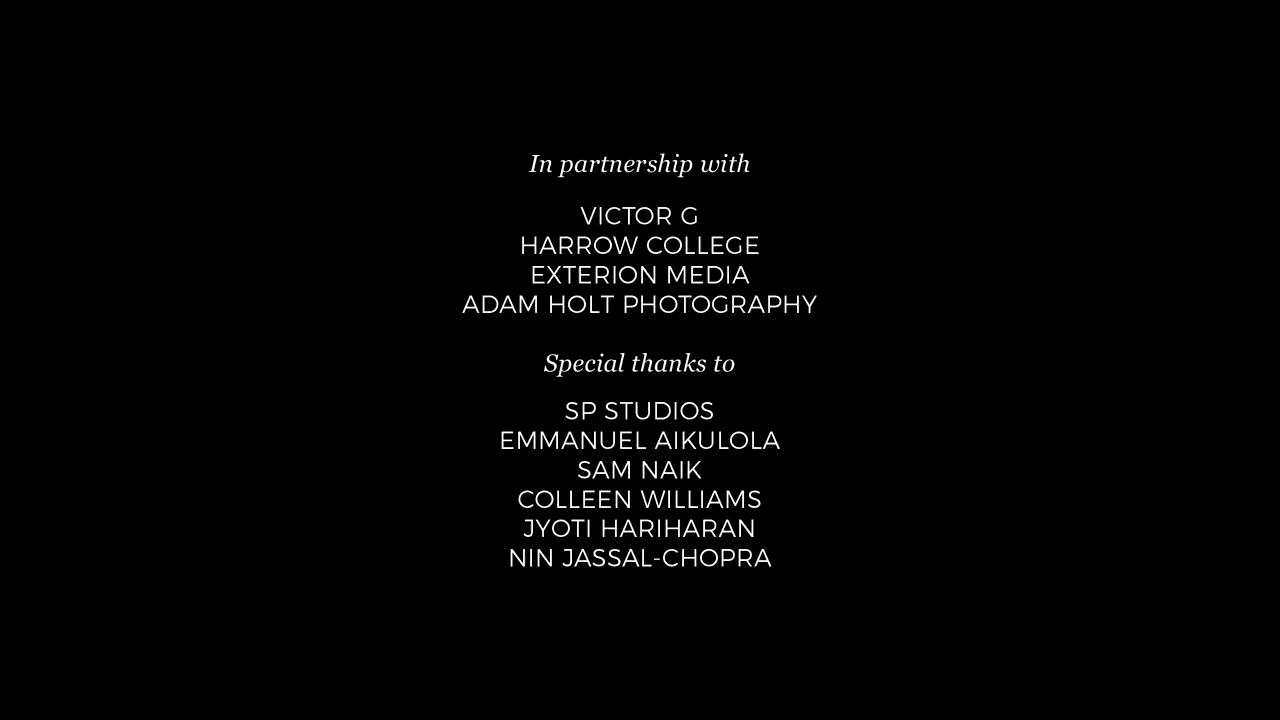 In partnership with
VICTOR G
HARROW COLLEGE
EXTERION MEDIA
ADAM HOLT PHOTOGRAPHY
Special thanks to
SP STUDIOS
EMMANUEL AIKULOLA
SAM NAIK
COLLEEN WILLIAMS
JYOTI HARIHARAN
NIN JASSAL-CHOPRA